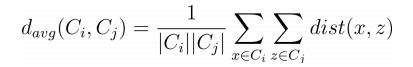 d_{avg}(C_i, C_j) = \frac{1}{|C_i||C_j|} \sum_{x \in C_i} \sum_{z \in C_j} dist(x, z)